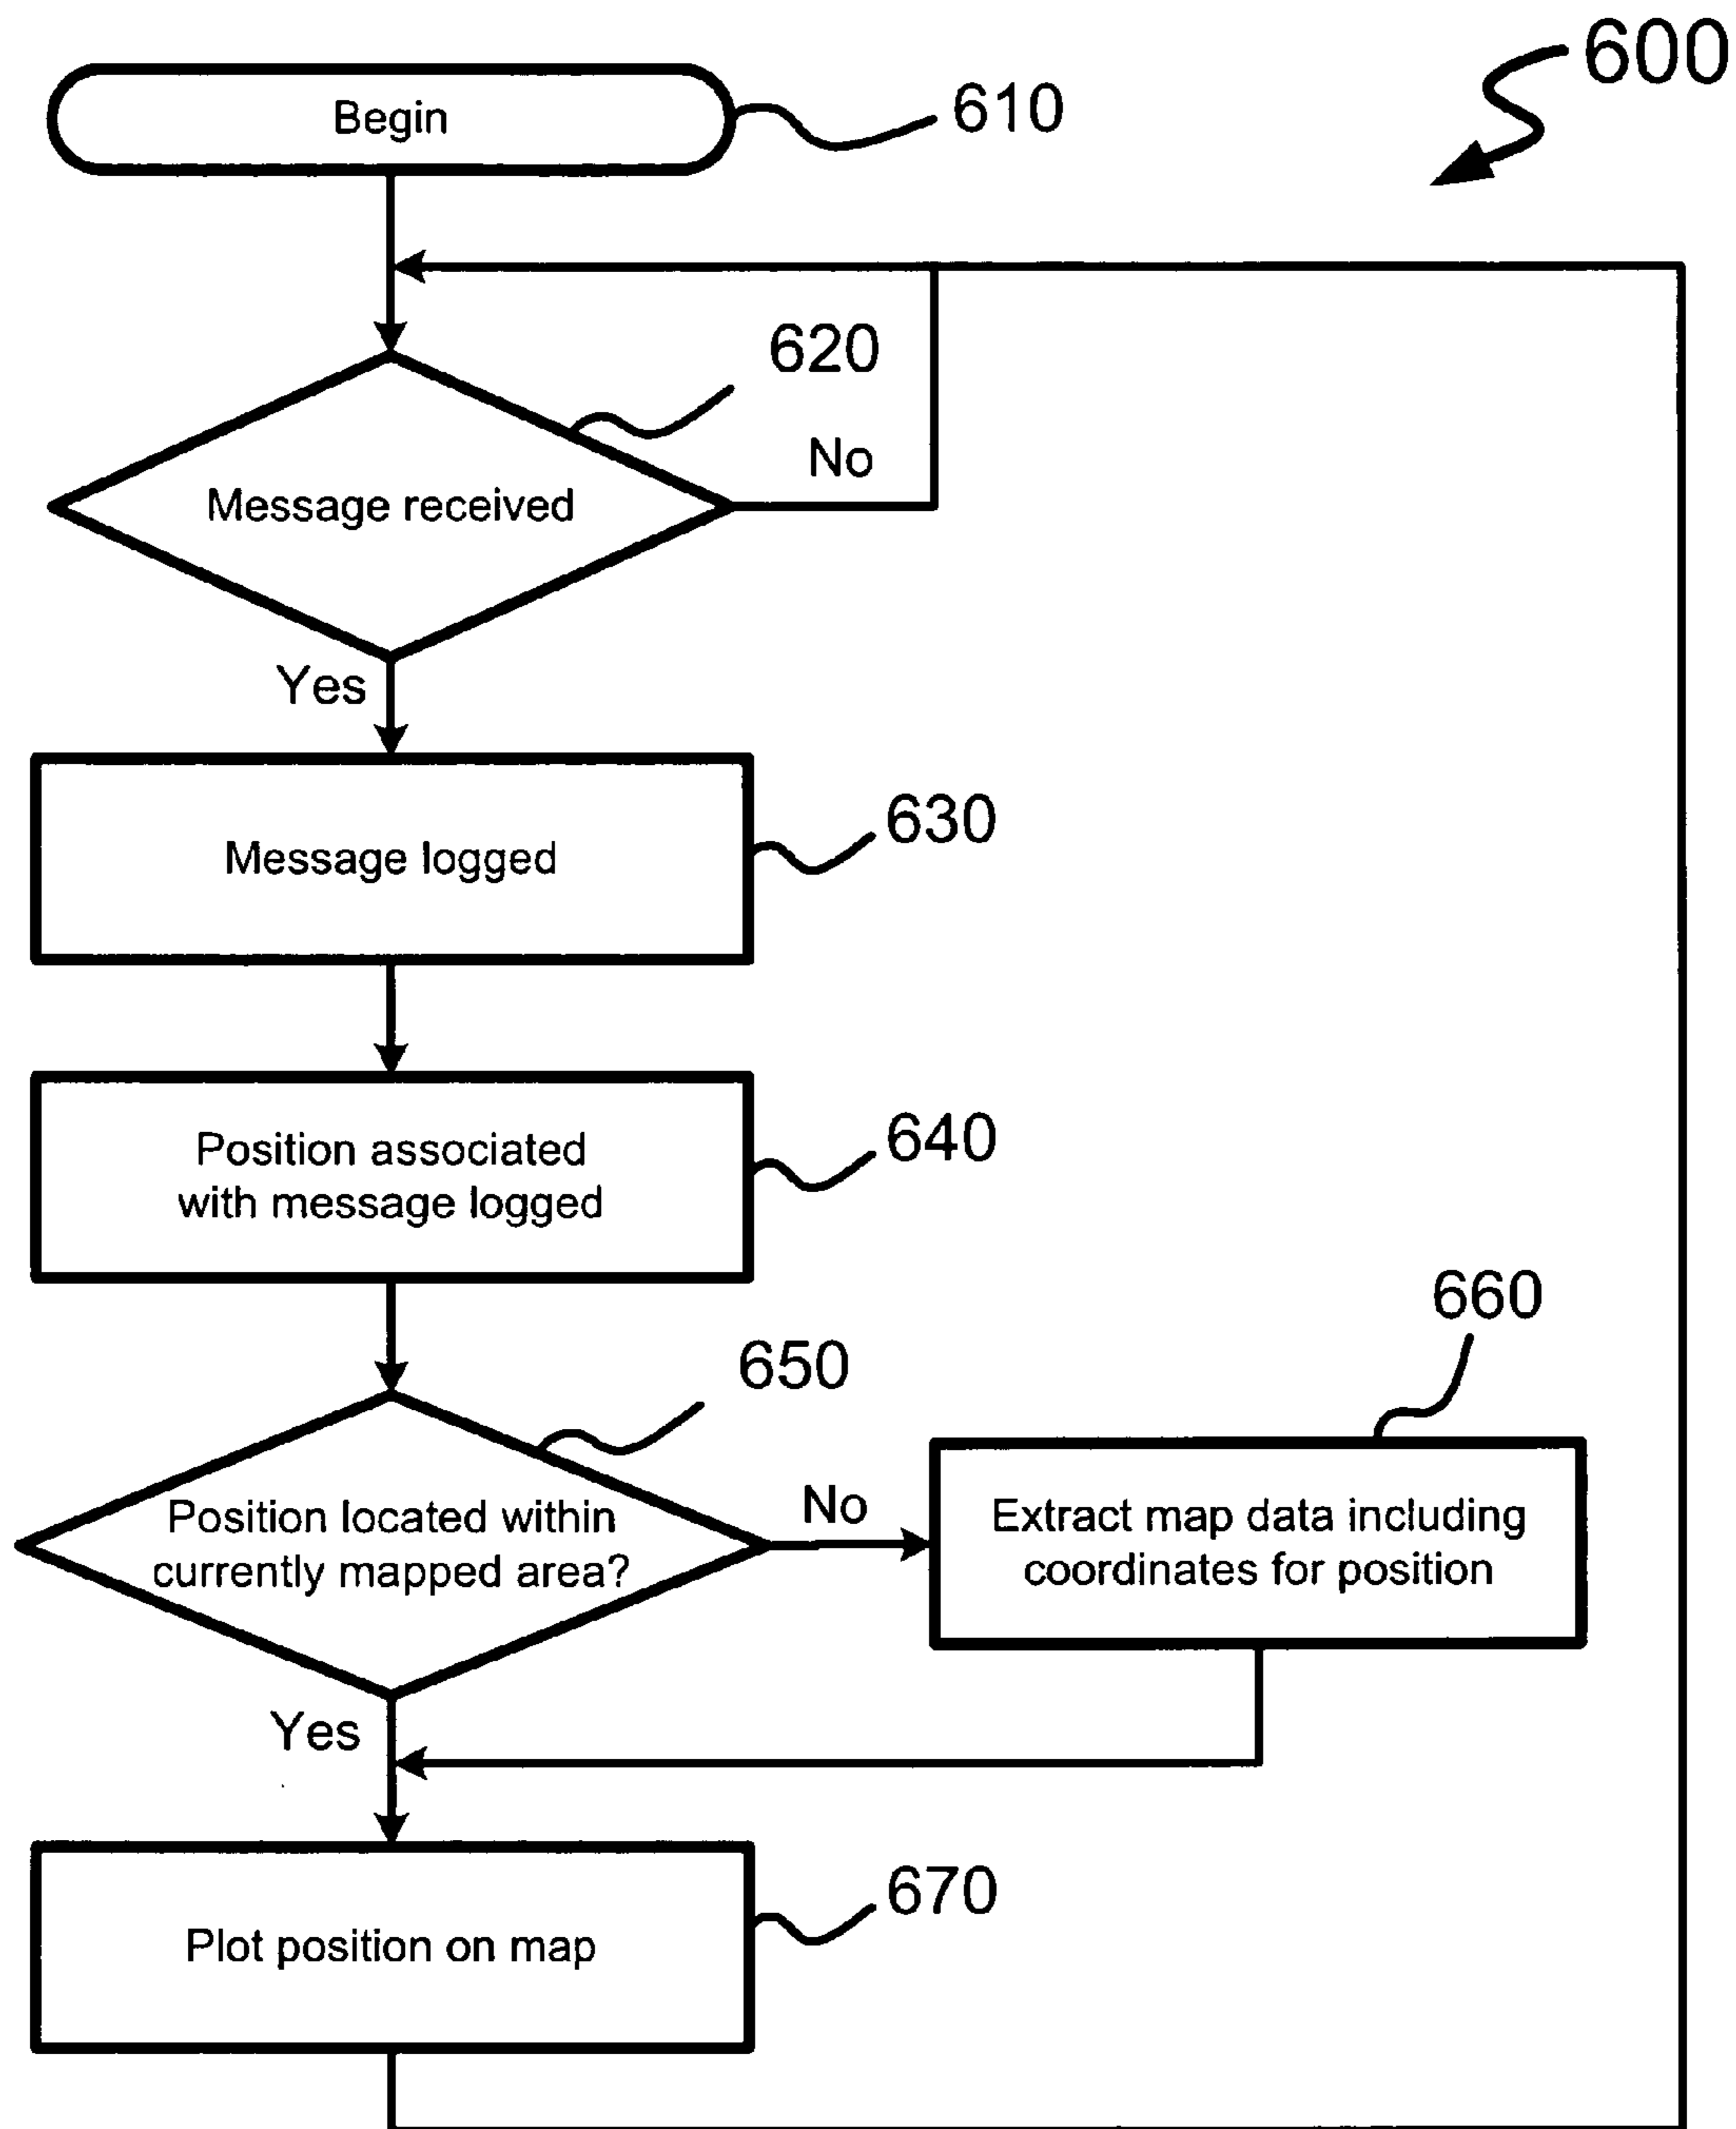 600
Begin
610
620
No
Message received
Yes
Message logged
630
Position associated
with message logged
640
650
660
Position located within
currently mapped area?
No
Extract map data including
coordinates for position
Yes
Plot position on map
670